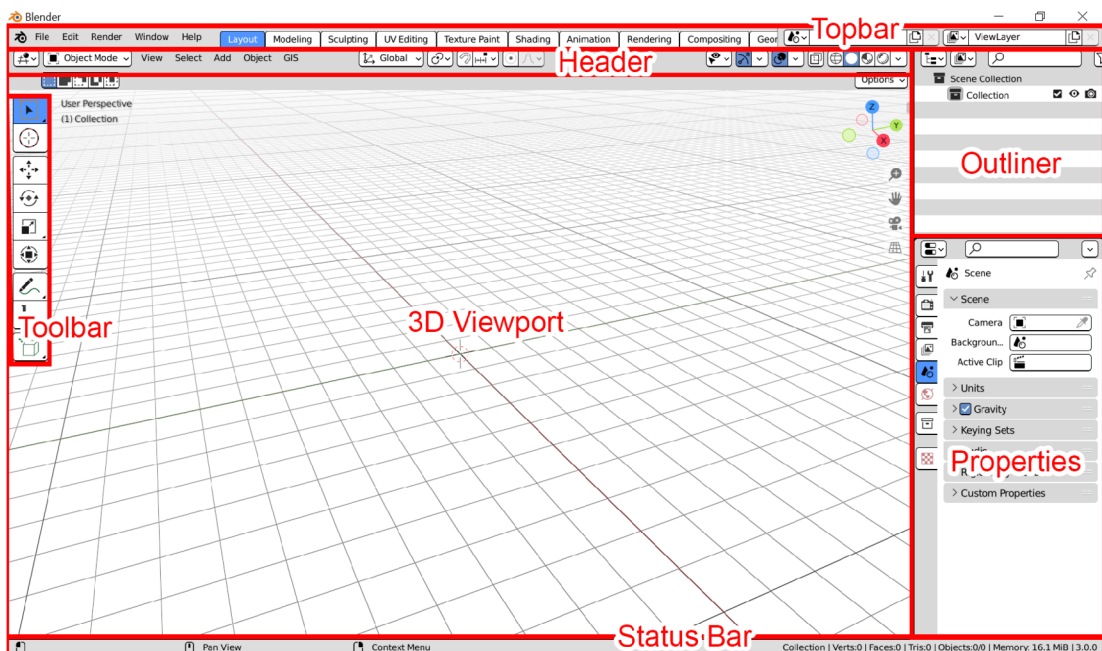 Blender
File Edit Render Window Help Layout Modeling Sculpting UV Editing Texture Paint Shading Animation Rendering Compositing Geor Topbar ViewLayer
Object Mode View Select Add Object GIS Global Header
Options
User Perspective
(1) Collection
Z
Y
X
Scene Collection
Collection
Outliner
Toolbar
3D Viewport
Scene
Scene
Camera
Backgroun...
Active Clip
Units
Gravity
Keying Sets
Properties
Custom Properties
Status Bar
Pan View Context Menu Collection | Verts:0 | Faces:0 | Tris:0 | Objects:0/0 | Memory: 16.1 MiB | 3.0.0